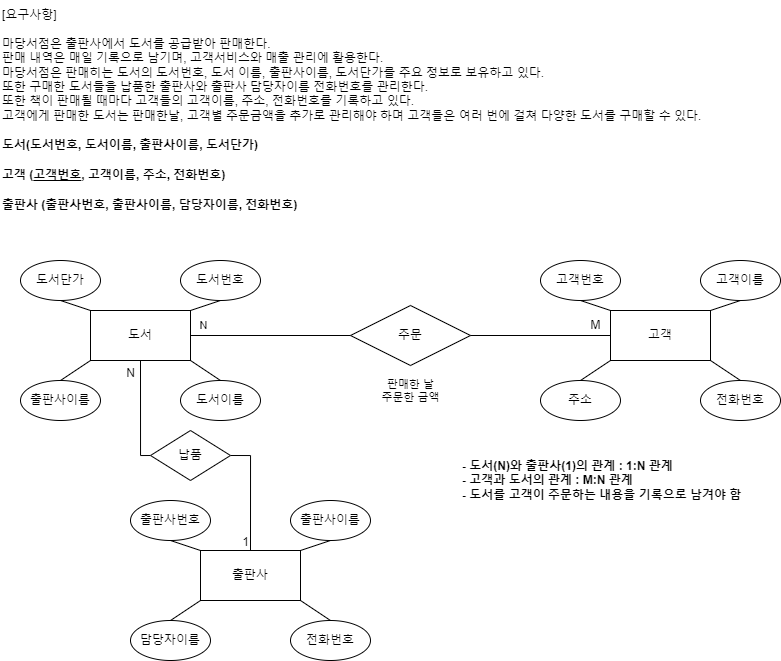 [요구사항]
마당서점은 출판사에서 도서를 공급받아 판매한다.
판매 내역은 매일 기록으로 남기며, 고객서비스와 매출 관리에 활용한다.
마당서점은 판매히는 도서의 도서번호, 도서 이름, 출판사이름, 도서단가를 주요 정보로 보유하고 있다.
또한 구매한 도서들을 납품한 출판사와 출판사 담당자이름 전화번호를 관리한다.
또한 책이 판매될 때마다 고객들의 고객이름, 주소, 전화번호를 기록하고 있다.
고객에게 판매한 도서는 판매한날, 고객별 주문금액을 추가로 관리해야 하며 고객들은 여러 번에 걸쳐 다양한 도서를 구매할 수 있다.
도서(도서번호, 도서이름, 출판사이름, 도서단가)
고객 (고객번호, 고객이름, 주소, 전화번호)
출판사 (출판사번호, 출판사이름, 담당자이름, 전화번호)
도서단가 도서번호 고객번호 고객이름
도서 N 주문 M 고객
N
출판사이름 도서이름 판매한 날 주소 전화번호
주문한 금액
납품
- 도서(N)와 출판사(1)의 관계 : 1:N 관계
- 고객과 도서의 관계 : M:N 관계
- 도서를 고객이 주문하는 내용을 기록으로 남겨야 함
출판사번호 출판사이름
1
출판사
담당자이름 전화번호